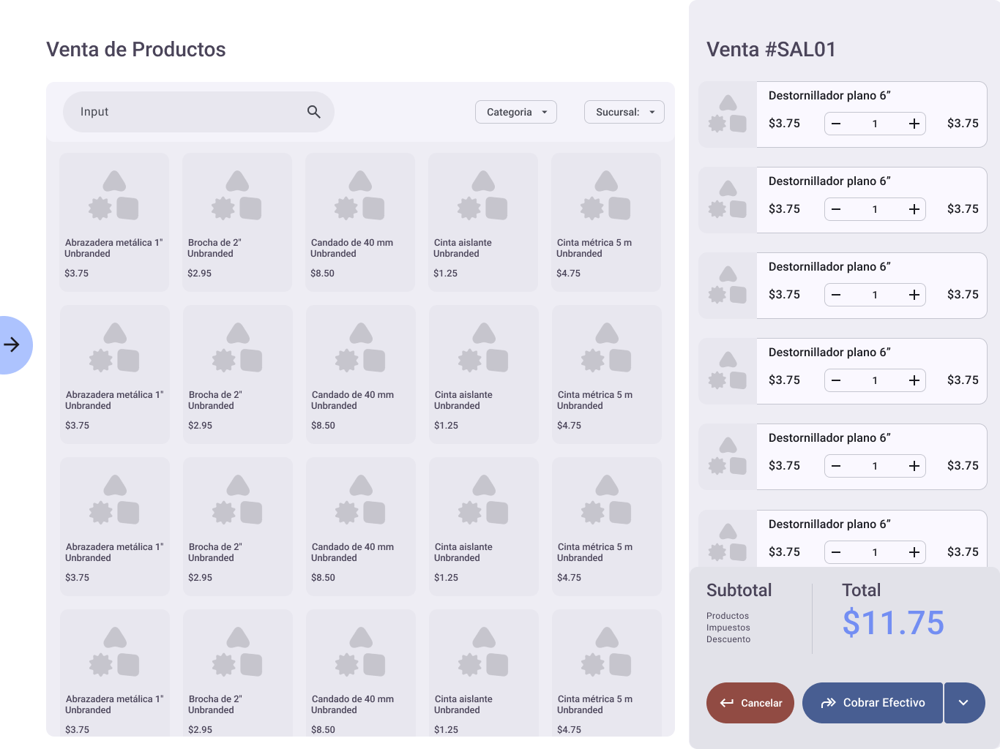 Venta de Productos
Input
Categoria
Sucursal:
Abrazadera metálica 1"
Unbranded
$3.75
Brocha de 2"
Unbranded
$2.95
Candado de 40 mm
Unbranded
$8.50
Cinta aislante
Unbranded
$1.25
Cinta métrica 5 m
Unbranded
$4.75
Abrazadera metálica 1"
Unbranded
$3.75
Brocha de 2"
Unbranded
$2.95
Candado de 40 mm
Unbranded
$8.50
Cinta aislante
Unbranded
$1.25
Cinta métrica 5 m
Unbranded
$4.75
Abrazadera metálica 1"
Unbranded
$3.75
Brocha de 2"
Unbranded
$2.95
Candado de 40 mm
Unbranded
$8.50
Cinta aislante
Unbranded
$1.25
Cinta métrica 5 m
Unbranded
$4.75
Abrazadera metálica 1"
Unbranded
$3.75
Brocha de 2"
Unbranded
$2.95
Candado de 40 mm
Unbranded
$8.50
Cinta aislante
Unbranded
$1.25
Cinta métrica 5 m
Unbranded
$4.75
Venta #SAL01
Destornillador plano 6”
$3.75 1 $3.75
Destornillador plano 6”
$3.75 1 $3.75
Destornillador plano 6”
$3.75 1 $3.75
Destornillador plano 6”
$3.75 1 $3.75
Destornillador plano 6”
$3.75 1 $3.75
Destornillador plano 6”
$3.75 1 $3.75
Subtotal
Productos
Impuestos
Descuento
Total
$11.75
Cancelar
Cobrar Efectivo